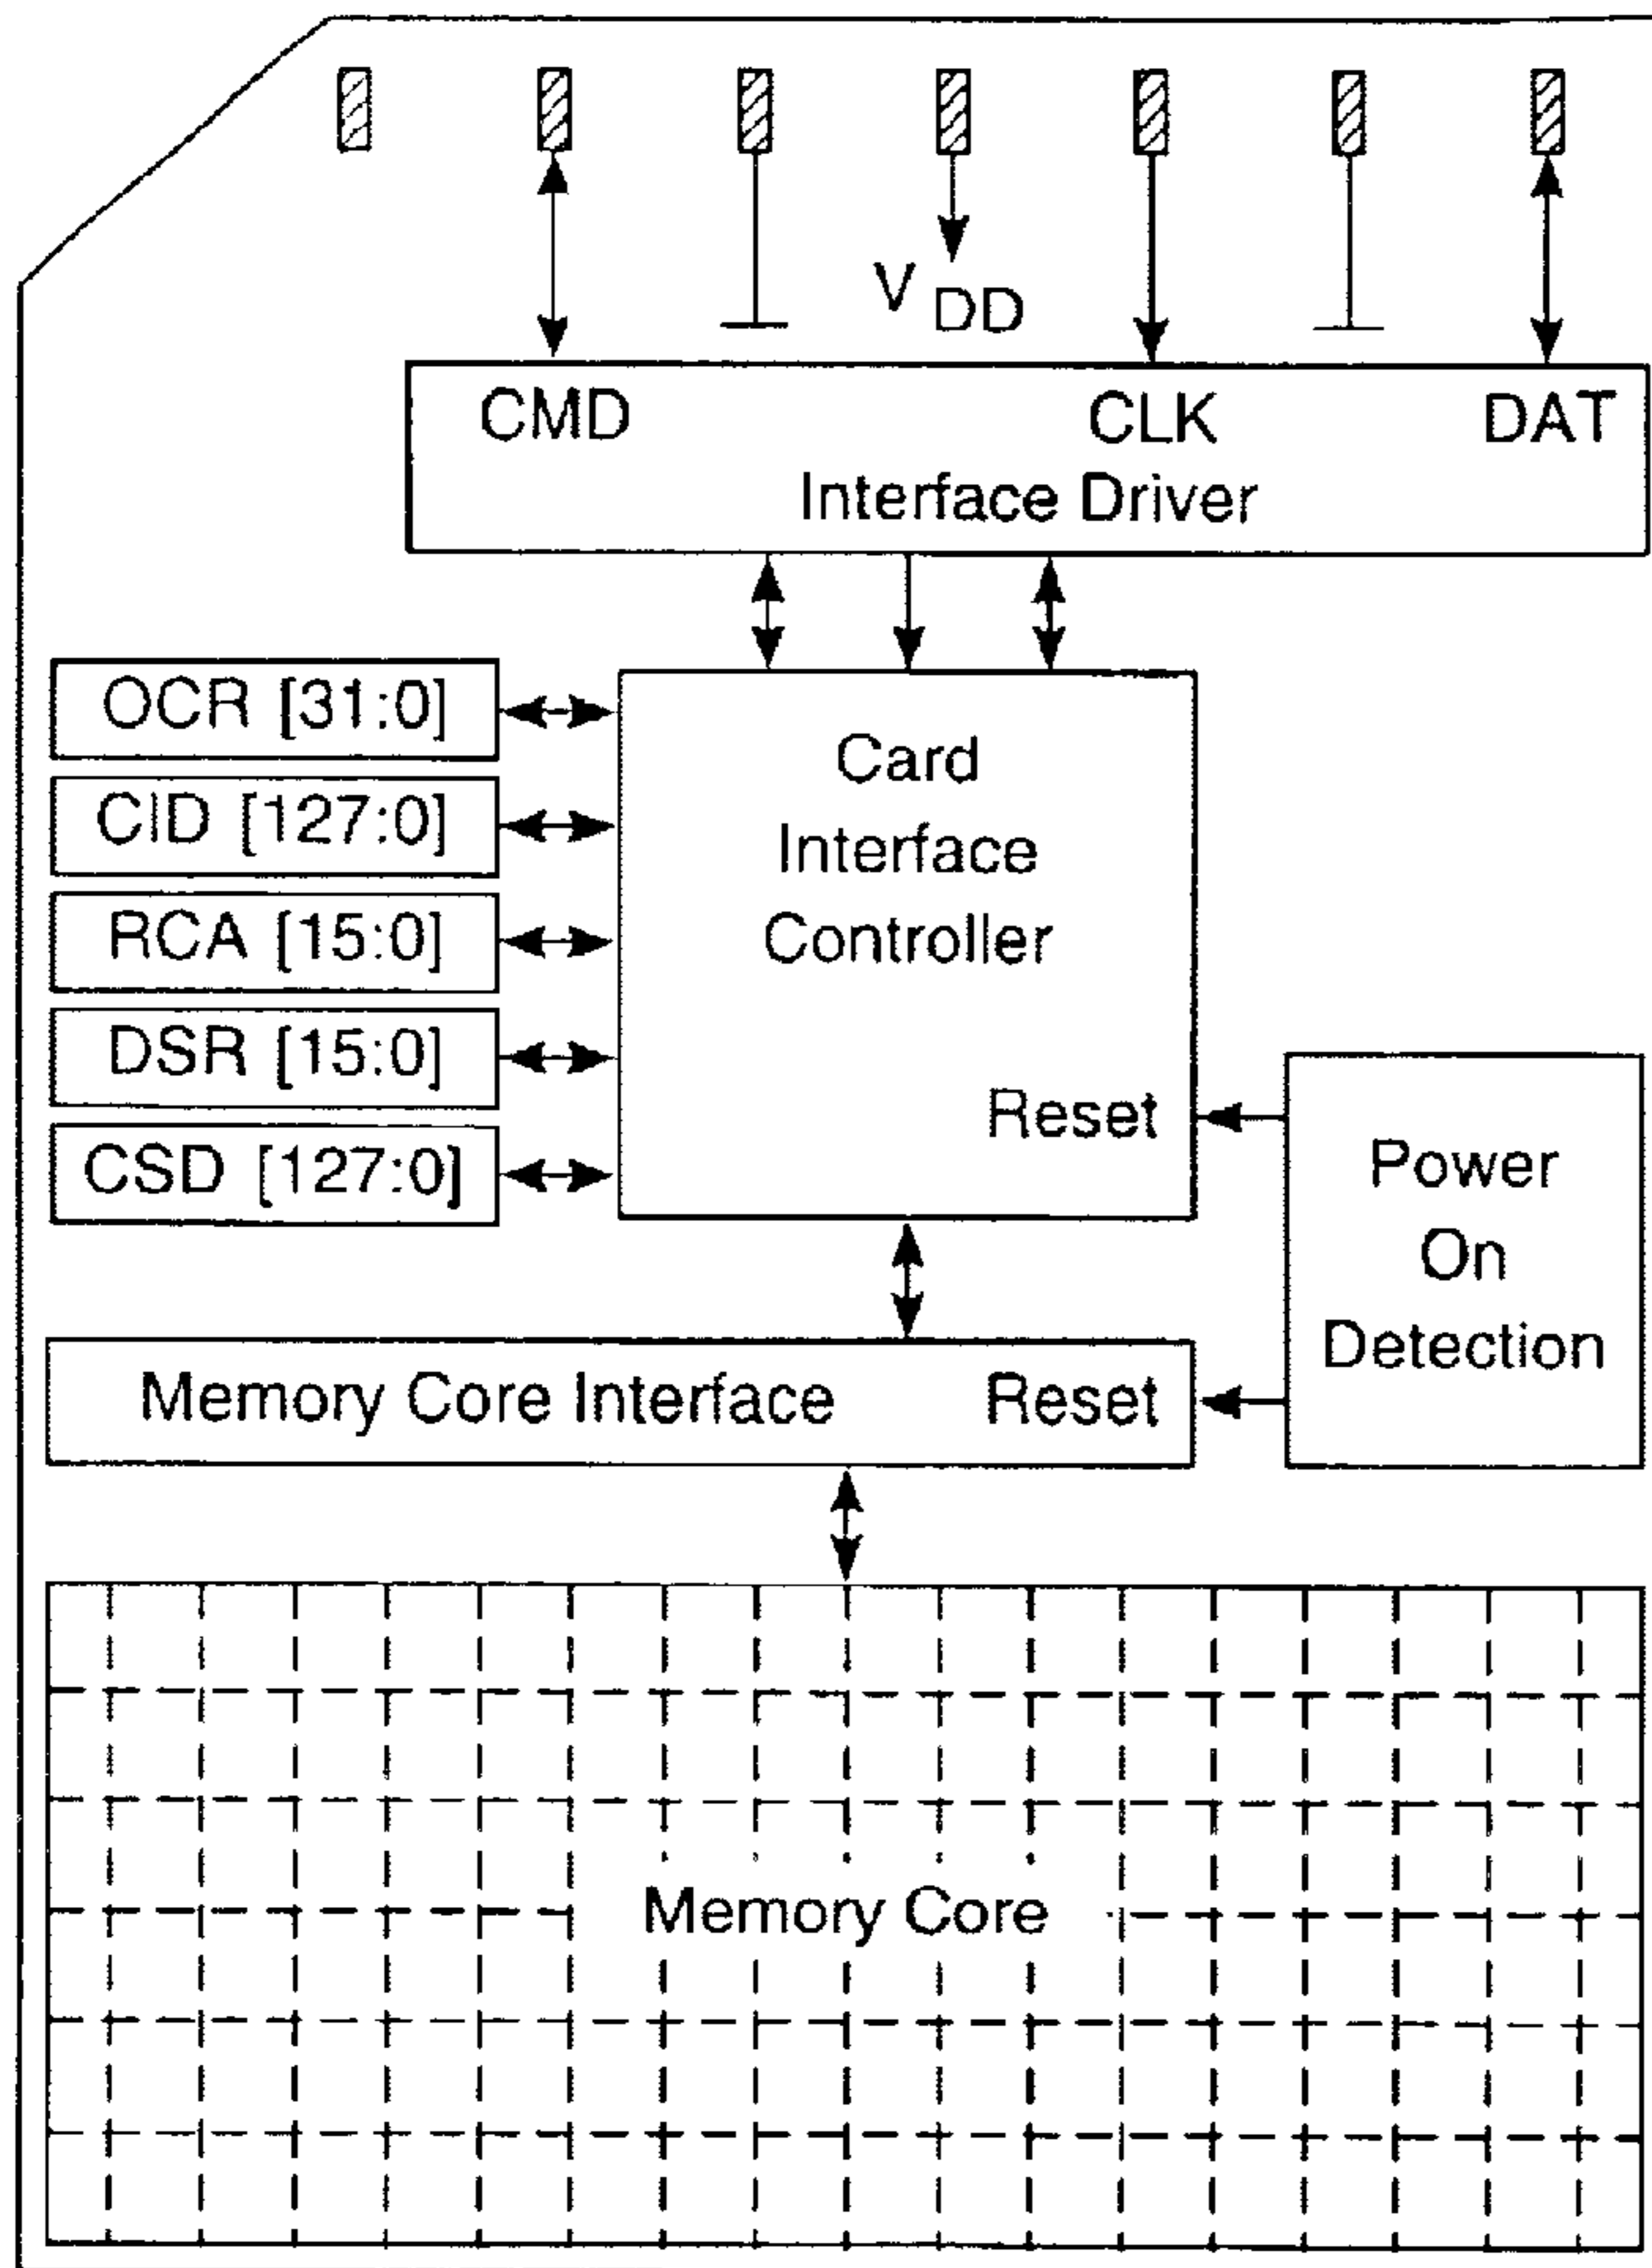 V DD
CMD CLK DAT
Interface Driver
OCR [31:0]
CID [127:0]
RCA [15:0]
DSR [15:0]
CSD [127:0]
Card
Interface
Controller
Reset
Power
On
Detection
Memory Core Interface Reset
Memory Core